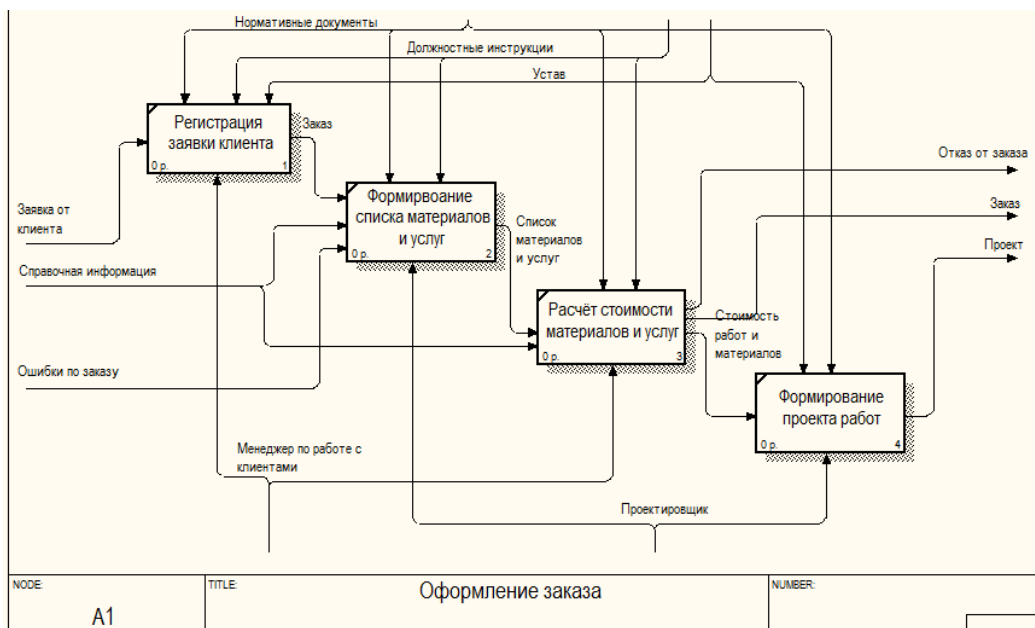 Нормативные документы
Должностные инструкции
Устав
Регистрация
заявки клиента
0 р.
1
Заказ
Отказ от заказа
Формирвоание
списка материалов
и услуг
0 р.
2
Заявка от
клиента
Список
материалов
и услуг
Заказ
Проект
Справочная информация
Расчёт стоимости
материалов и услуг
0 р.
3
Стоимость
работ и
материалов
Ошибки по заказу
Формирование
проекта работ
0 р.
4
Менеджер по работе с
клиентами
Проектировщик
NODE:
A1
TITLE:
Оформление заказа
NUMBER: